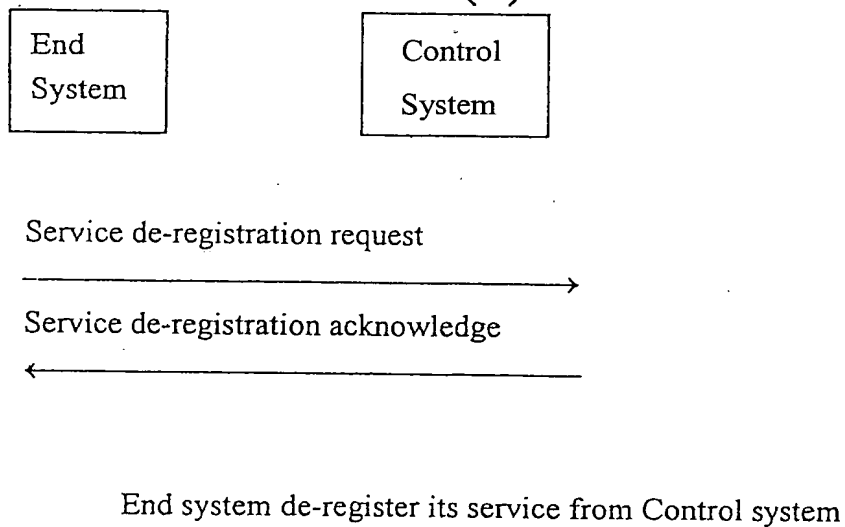 End
System
Control
System
Service de-registration request
Service de-registration acknowledge
End system de-register its service from Control system